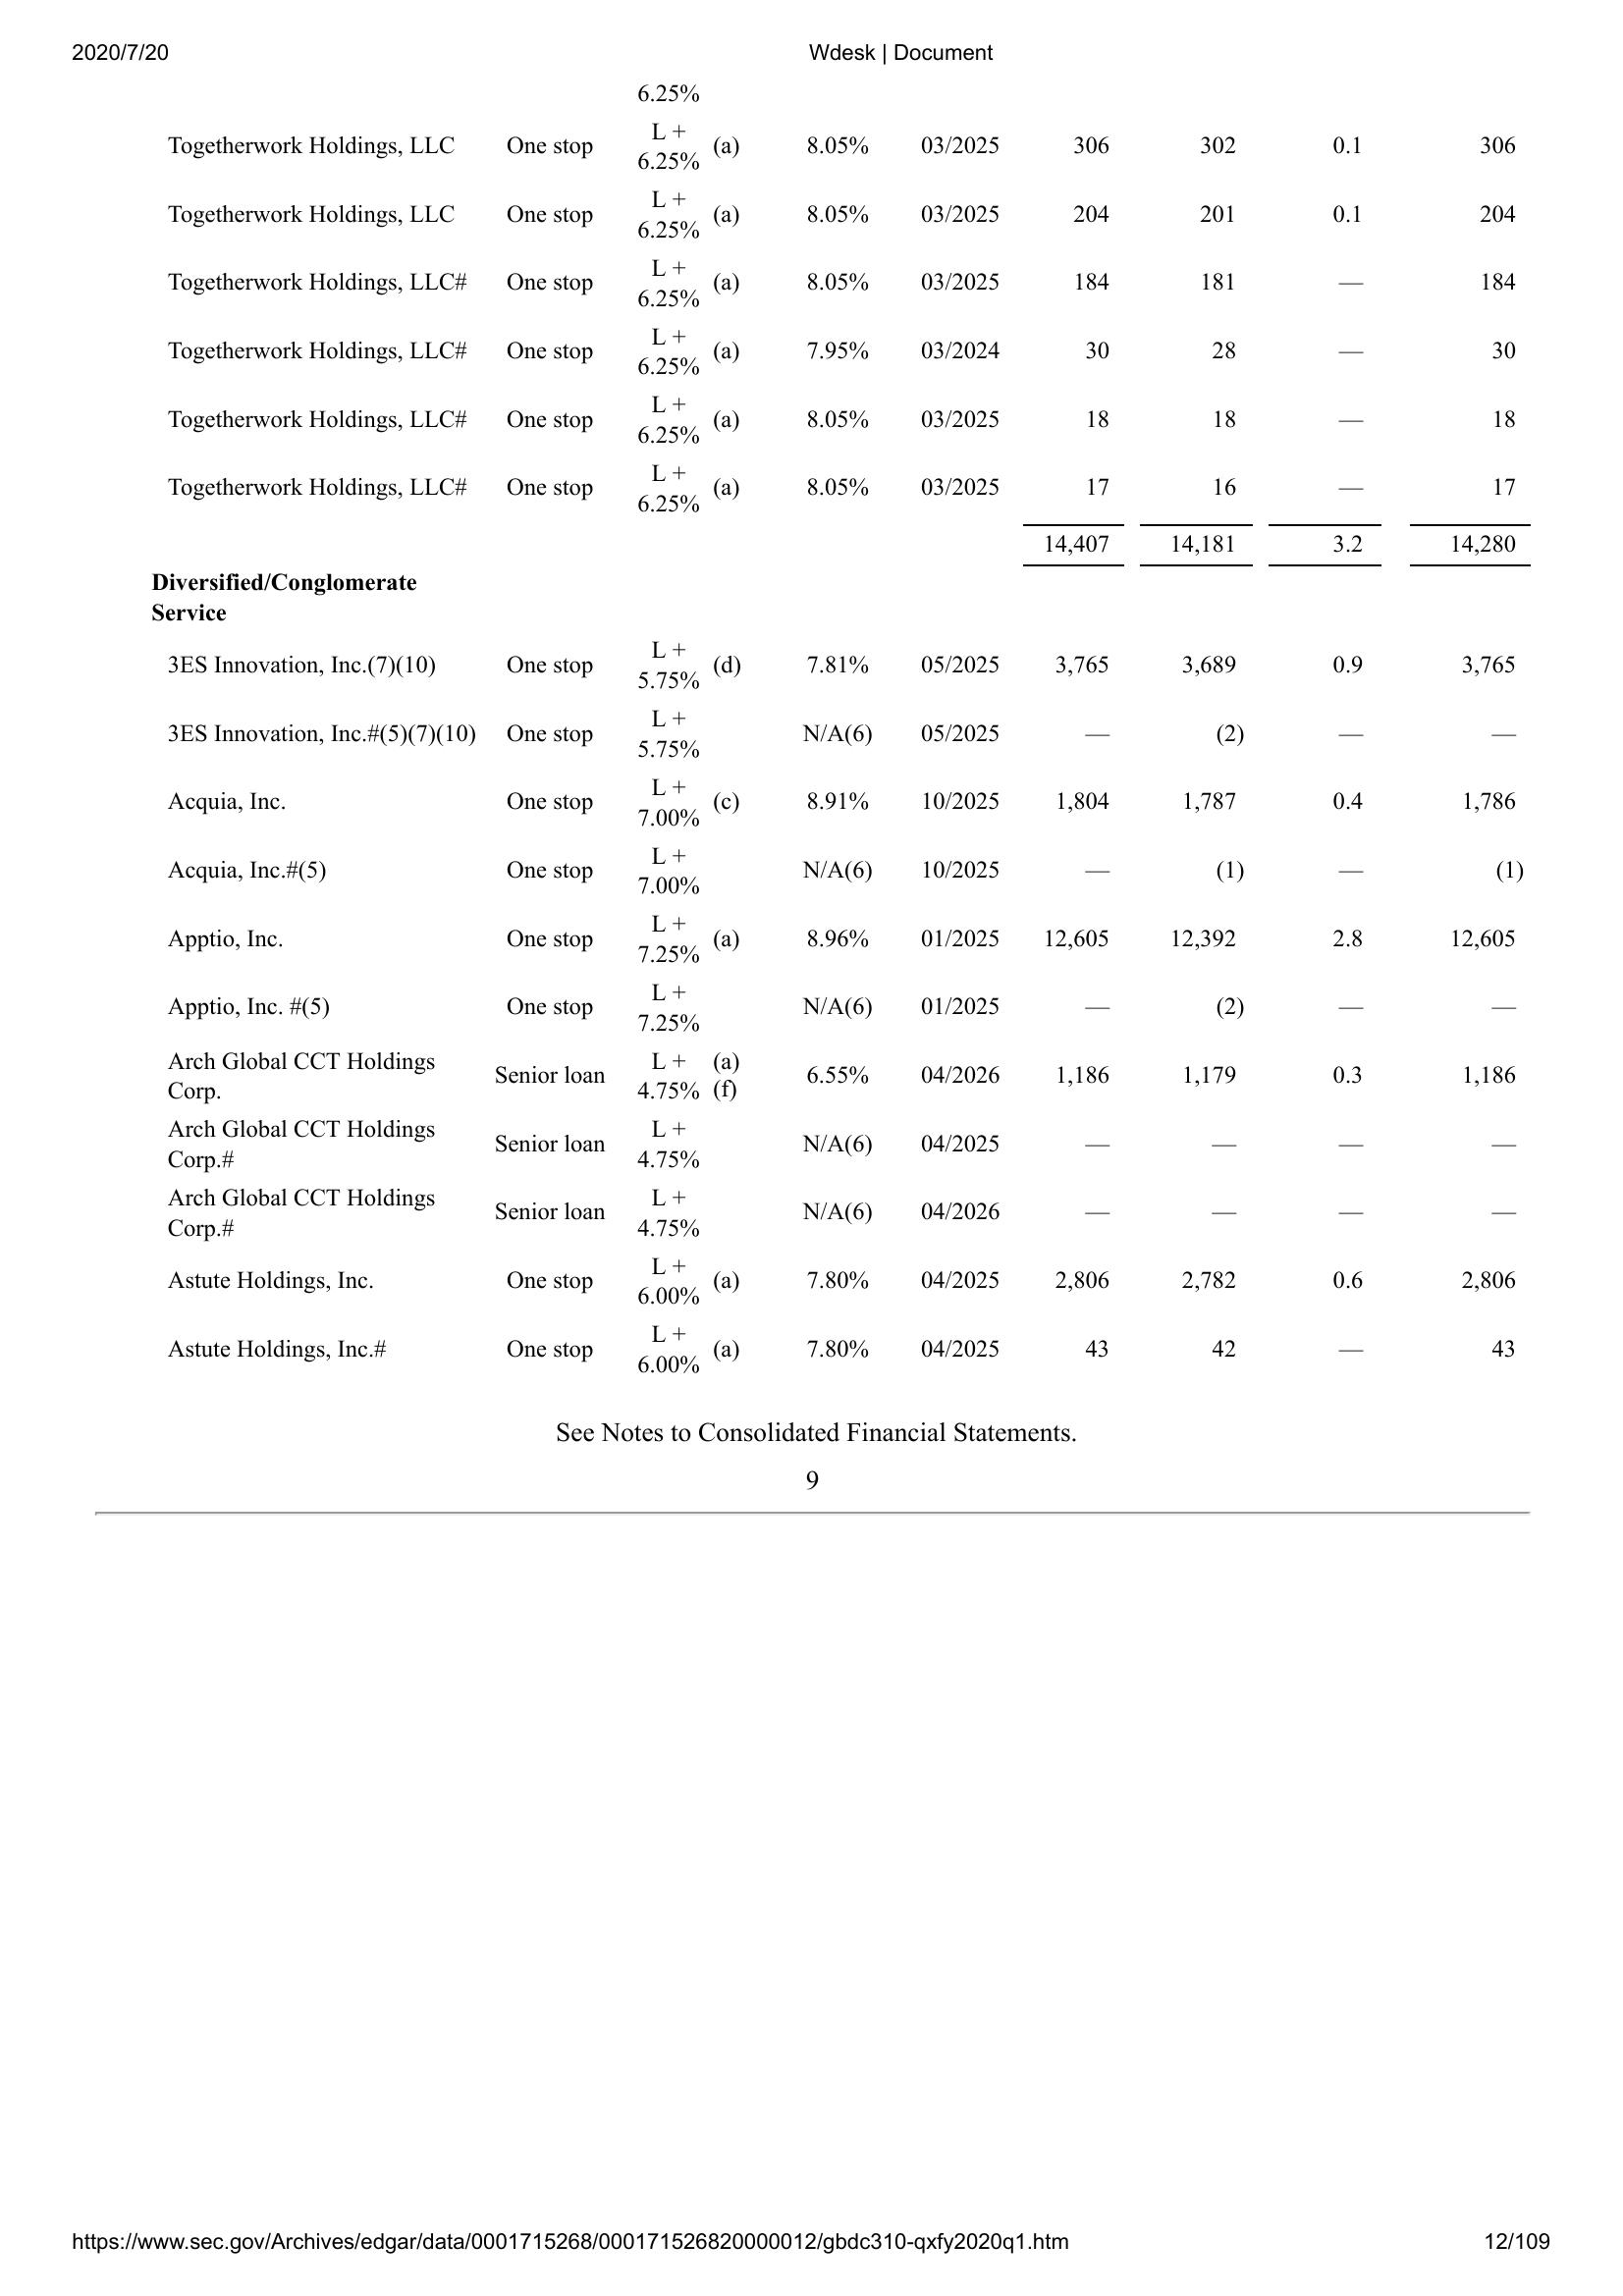 2020/7/20 Wdesk | Document
6.25%
Togetherwork Holdings, LLC One stop L + 6.25% (a) 8.05% 03/2025 306 302 0.1 306
Togetherwork Holdings, LLC One stop L + 6.25% (a) 8.05% 03/2025 204 201 0.1 204
Togetherwork Holdings, LLC# One stop L + 6.25% (a) 8.05% 03/2025 184 181 — 184
Togetherwork Holdings, LLC# One stop L + 6.25% (a) 7.95% 03/2024 30 28 — 30
Togetherwork Holdings, LLC# One stop L + 6.25% (a) 8.05% 03/2025 18 18 — 18
Togetherwork Holdings, LLC# One stop L + 6.25% (a) 8.05% 03/2025 17 16 — 17
14,407 14,181 3.2 14,280
Diversified/Conglomerate
Service
3ES Innovation, Inc.(7)(10) One stop L + 5.75% (d) 7.81% 05/2025 3,765 3,689 0.9 3,765
3ES Innovation, Inc.#(5)(7)(10) One stop L + 5.75% N/A(6) 05/2025 — (2) — —
Acquia, Inc. One stop L + 7.00% (c) 8.91% 10/2025 1,804 1,787 0.4 1,786
Acquia, Inc.#(5) One stop L + 7.00% N/A(6) 10/2025 — (1) — (1)
Apptio, Inc. One stop L + 7.25% (a) 8.96% 01/2025 12,605 12,392 2.8 12,605
Apptio, Inc. #(5) One stop L + 7.25% N/A(6) 01/2025 — (2) — —
Arch Global CCT Holdings Corp. Senior loan L + 4.75% (a) (f) 6.55% 04/2026 1,186 1,179 0.3 1,186
Arch Global CCT Holdings Corp.# Senior loan L + 4.75% N/A(6) 04/2025 — — — —
Arch Global CCT Holdings Corp.# Senior loan L + 4.75% N/A(6) 04/2026 — — — —
Astute Holdings, Inc. One stop L + 6.00% (a) 7.80% 04/2025 2,806 2,782 0.6 2,806
Astute Holdings, Inc.# One stop L + 6.00% (a) 7.80% 04/2025 43 42 — 43
See Notes to Consolidated Financial Statements.
9
https://www.sec.gov/Archives/edgar/data/0001715268/000171526820000012/gbdc310-qxfy2020q1.htm 12/109